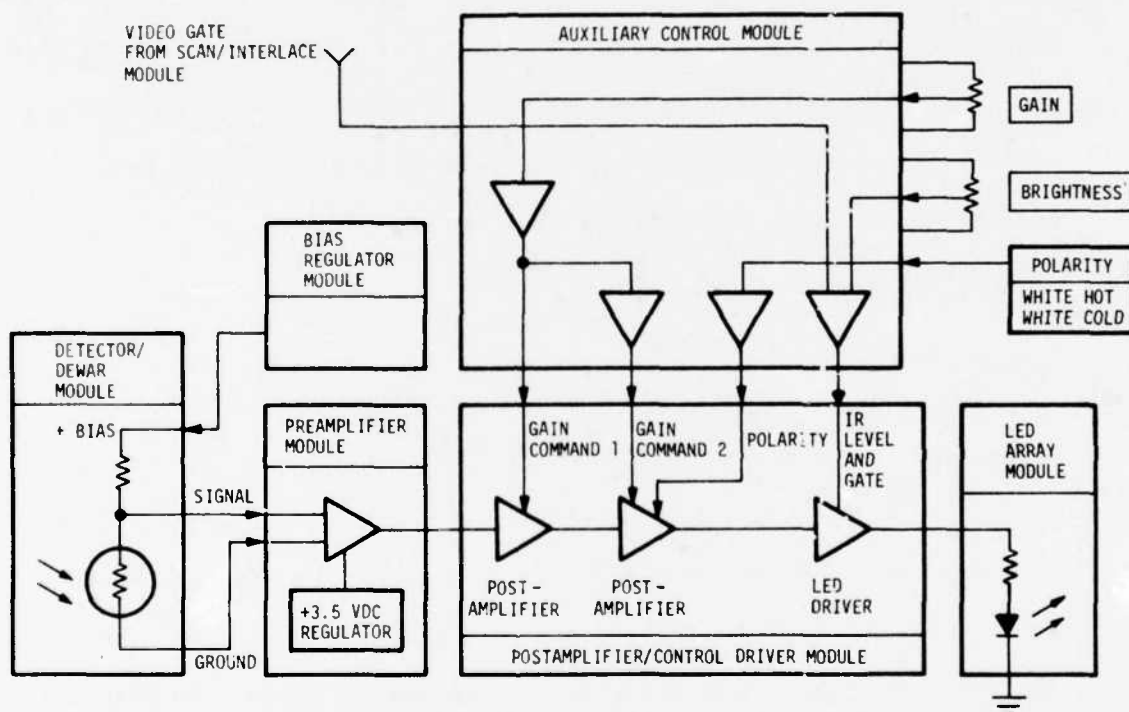 VIDEO GATE
FROM SCAN/INTERLACE
MODULE
AUXILIARY CONTROL MODULE
GAIN
BRIGHTNESS
POLARITY
WHITE HOT
WHITE COLD
BIAS
REGULATOR
MODULE
DETECTOR/
DEWAR
MODULE
+ BIAS
SIGNAL
GROUND
PREAMPLIFIER
MODULE
+3.5 VDC
REGULATOR
GAIN
COMMAND 1
GAIN
COMMAND 2
POLARITY
IR
LEVEL
AND
GATE
POST-
AMPLIFIER
POST-
AMPLIFIER
LED
DRIVER
POSTAMPLIFIER/CONTROL DRIVER MODULE
LED
ARRAY
MODULE